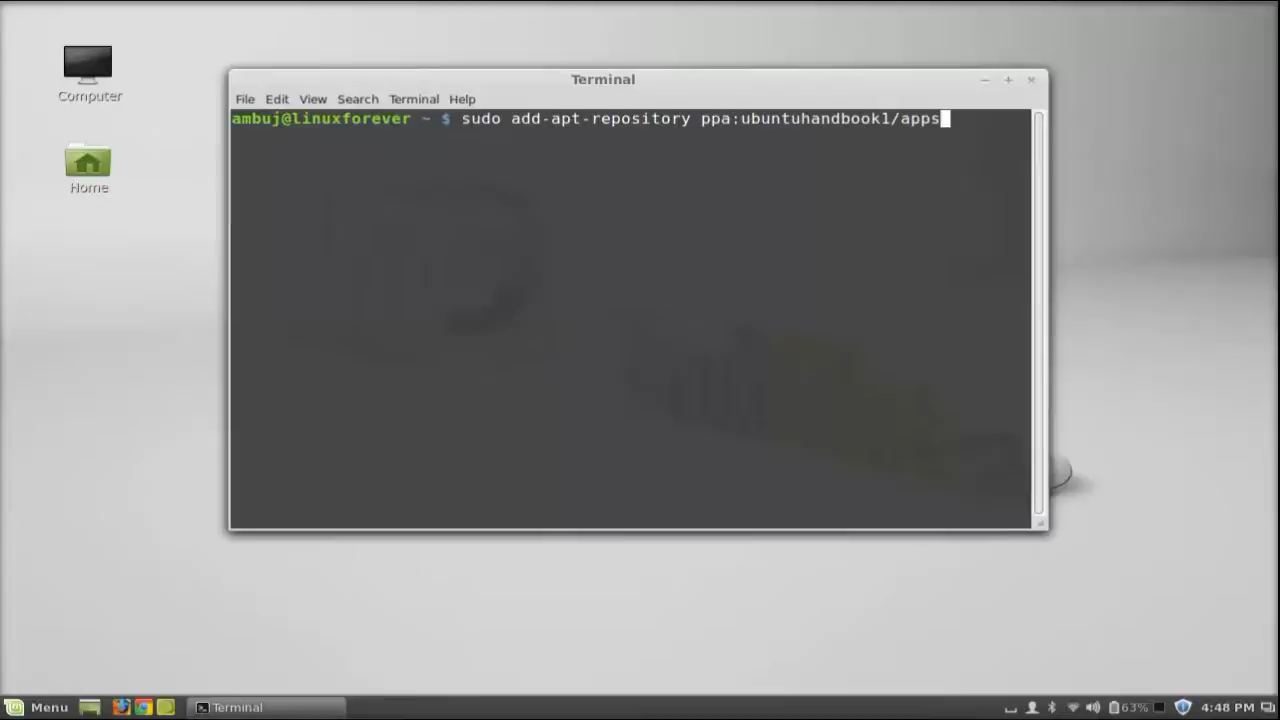 Computer
Home
Terminal
File Edit View Search Terminal Help
ambuj@linuxforever ~ $ sudo add-apt-repository ppa:ubuntuhandbook1/apps
Menu
Terminal
63%
4:48 PM